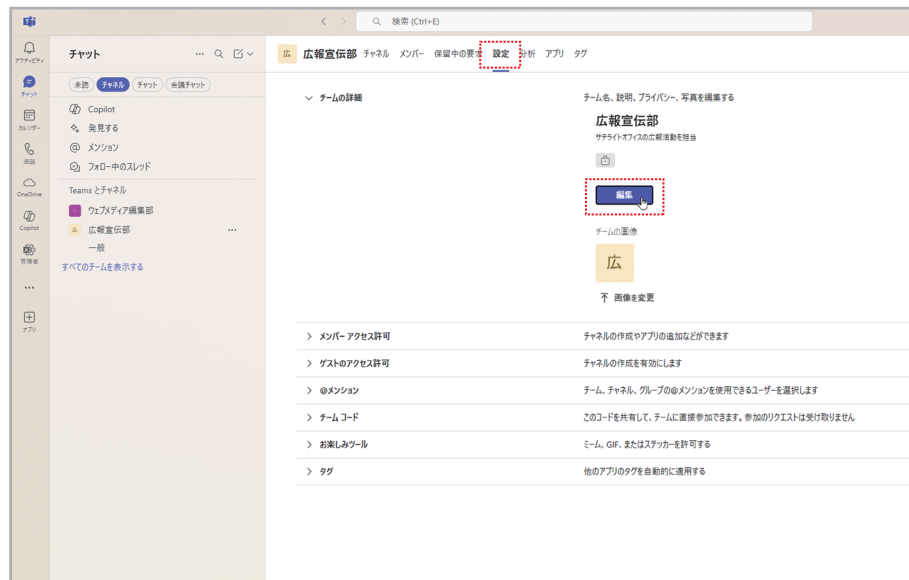 検索 (Ctrl+E)
アクティビティ
チャット
カレンダー
通話
OneDrive
Copilot
管理者
アプリ
チャット
未読 チャネル チャット 会議チャット
Copilot
発見する
メンション
フォロー中のスレッド
Teams とチャネル
ウェブメディア編集部
広 広報宣伝部
一般
すべてのチームを表示する
広 広報宣伝部 チャネル メンバー 保留中の要求 設定 分析 アプリ タグ
チームの詳細
チーム名、説明、プライバシー、写真を編集する
広報宣伝部
サテライトオフィスの広報活動を担当
編集
チームの画像
広
画像を変更
メンバー アクセス許可 チャネルの作成やアプリの追加などができます
ゲストのアクセス許可 チャネルの作成を有効にします
@メンション チーム、チャネル、グループの@メンションを使用できるユーザーを選択します
チーム コード このコードを共有して、チームに直接参加できます。参加のリクエストは受け取りません
お楽しみツール ミーム、GIF、またはステッカーを許可する
タグ 他のアプリのタグを自動的に適用する